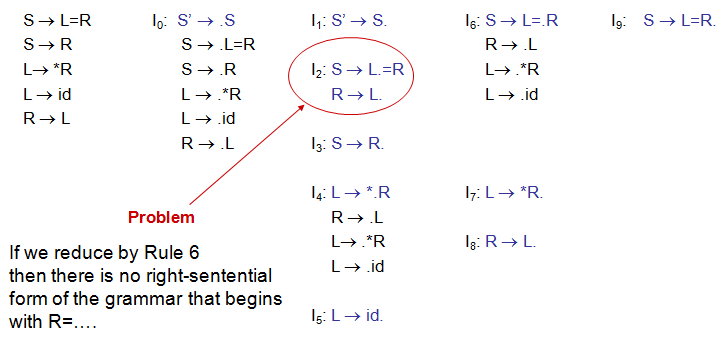 S → L=R
S → R
L→ *R
L → id
R → L
I0: S' → .S
S → .L=R
S → .R
L → .*R
L → .id
R → .L
I1: S' → S.
I2: S → L.=R
R → L.
I3: S → R.
I4: L → *.R
R → .L
L→ .*R
L → .id
I5: L → id.
I6: S → L=.R
R → .L
L→ .*R
L → .id
I7: L → *R.
I8: R → L.
I9: S → L=R.
Problem
If we reduce by Rule 6
then there is no right-sentential
form of the grammar that begins
with R=....